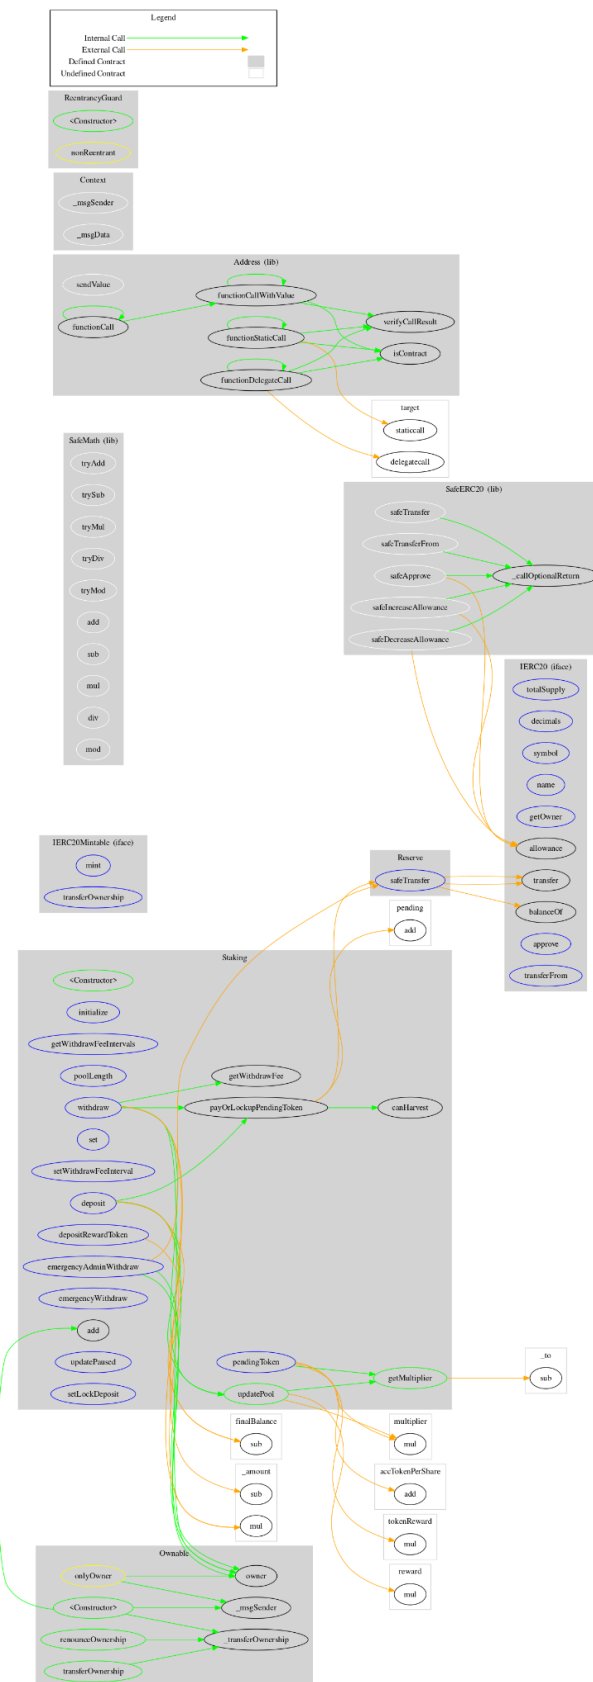 Legend
Internal Call
External Call
Defined Contract
Undefined Contract
ReentrancyGuard
<Constructor>
nonReentrant
Context
_msgSender
_msgData
Address (lib)
sendValue
functionCall
functionCallWithValue
functionStaticCall
functionDelegateCall
verifyCallResult
isContract
target
staticcall
delegatecall
SafeMath (lib)
tryAdd
trySub
tryMul
tryDiv
tryMod
add
sub
mul
div
mod
SafeERC20 (lib)
safeTransfer
safeTransferFrom
safeApprove
safeIncreaseAllowance
safeDecreaseAllowance
_callOptionalReturn
IERC20 (iface)
totalSupply
decimals
symbol
name
getOwner
allowance
transfer
balanceOf
approve
transferFrom
IERC20Mintable (iface)
mint
transferOwnership
Reserve
safeTransfer
pending
add
Staking
<Constructor>
initialize
getWithdrawFeeIntervals
poolLength
withdraw
set
setWithdrawFeeInterval
deposit
depositRewardToken
emergencyAdminWithdraw
emergencyWithdraw
add
updatePaused
setLockDeposit
getWithdrawFee
payOrLockupPendingToken
canHarvest
pendingToken
updatePool
getMultiplier
_to
sub
finalBalance
sub
_amount
sub
mul
multiplier
mul
accTokenPerShare
add
tokenReward
mul
reward
mul
Ownable
onlyOwner
<Constructor>
renounceOwnership
transferOwnership
owner
_msgSender
_transferOwnership